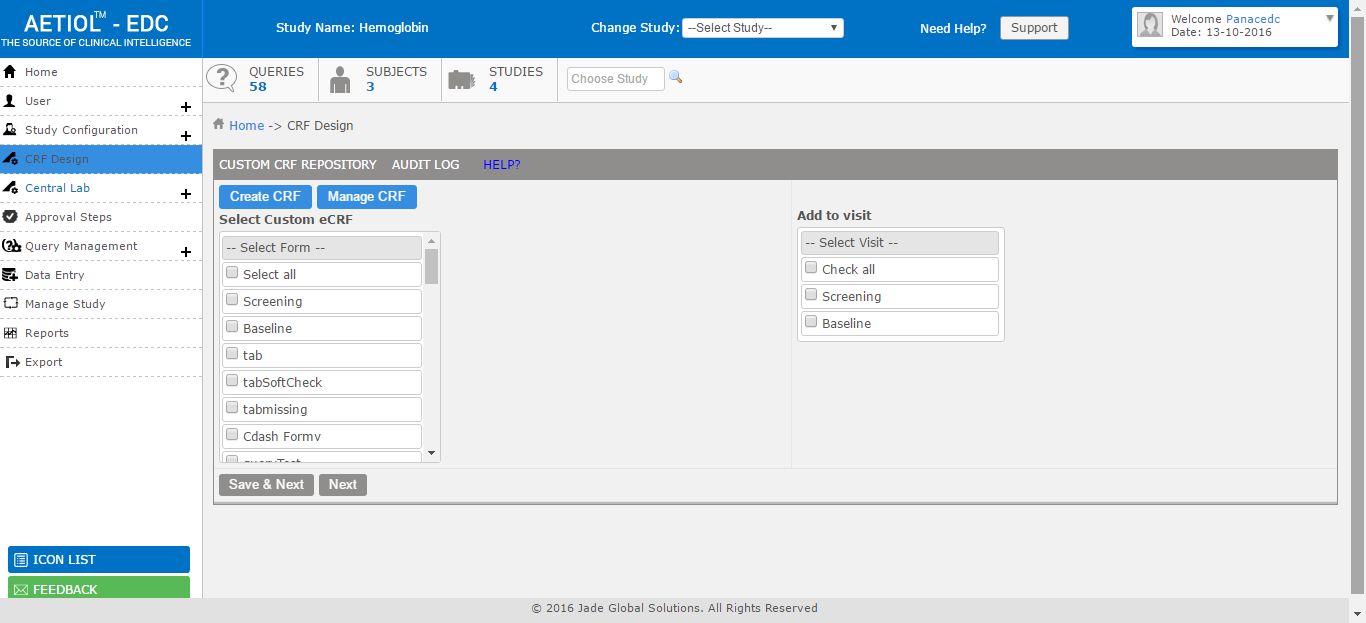 AETIOL™ - EDC
THE SOURCE OF CLINICAL INTELLIGENCE
Study Name: Hemoglobin
Change Study: --Select Study--
Need Help? Support
Welcome Panacedc
Date: 13-10-2016
Home
User
Study Configuration
CRF Design
Central Lab
Approval Steps
Query Management
Data Entry
Manage Study
Reports
Export
ICON LIST
FEEDBACK
QUERIES
58
SUBJECTS
3
STUDIES
4
Choose Study
Home -> CRF Design
CUSTOM CRF REPOSITORY AUDIT LOG HELP?
Create CRF Manage CRF
Select Custom eCRF
-- Select Form --
Select all
Screening
Baseline
tab
tabSoftCheck
tabmissing
Cdash Formv
queryTest
Add to visit
-- Select Visit --
Check all
Screening
Baseline
Save & Next Next
© 2016 Jade Global Solutions. All Rights Reserved